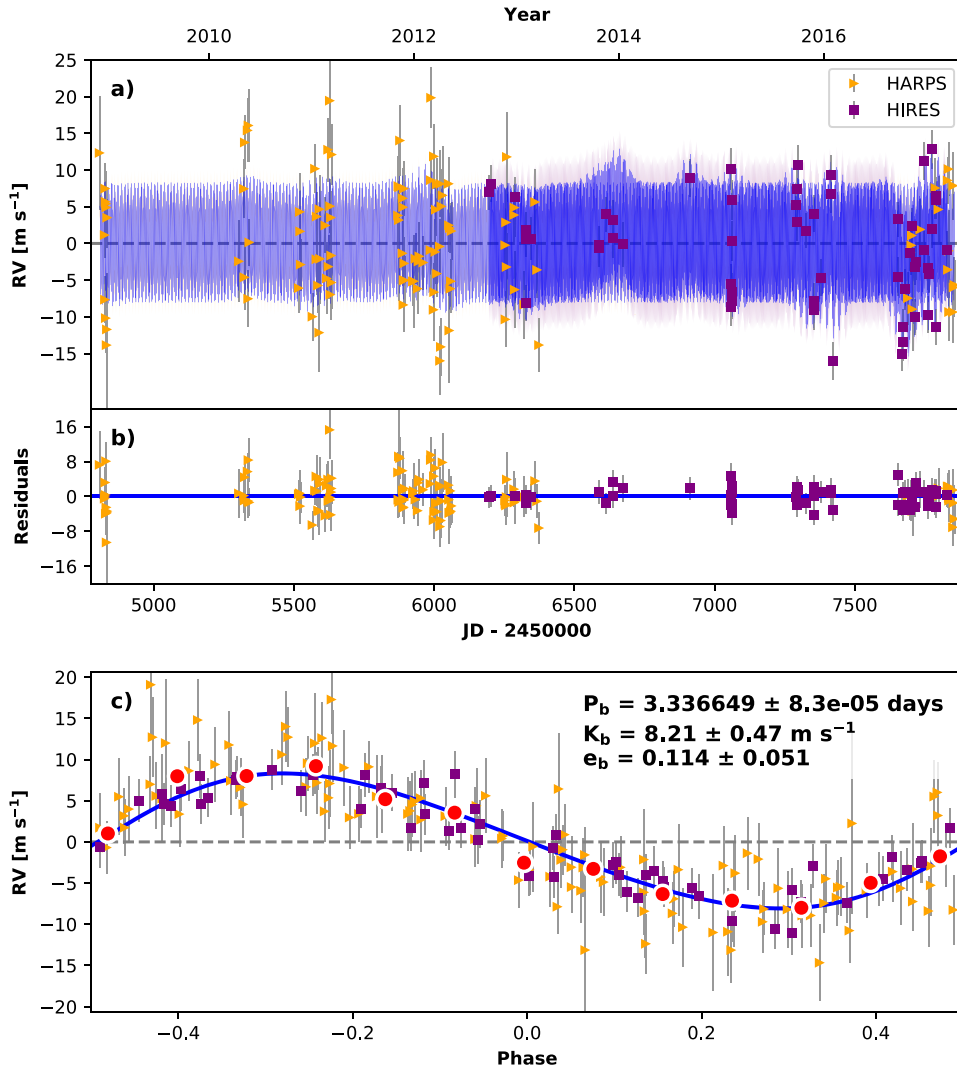 Year
2010 2012 2014 2016
a)
HARPS
HIRES
RV [m s⁻¹]
25
20
15
10
5
0
−5
−10
−15
b)
Residuals
16
8
0
−8
−16
5000 5500 6000 6500 7000 7500
JD - 2450000
c)
P_b = 3.336649 ± 8.3e-05 days
K_b = 8.21 ± 0.47 m s⁻¹
e_b = 0.114 ± 0.051
RV [m s⁻¹]
20
15
10
5
0
−5
−10
−15
−20
−0.4 −0.2 0.0 0.2 0.4
Phase